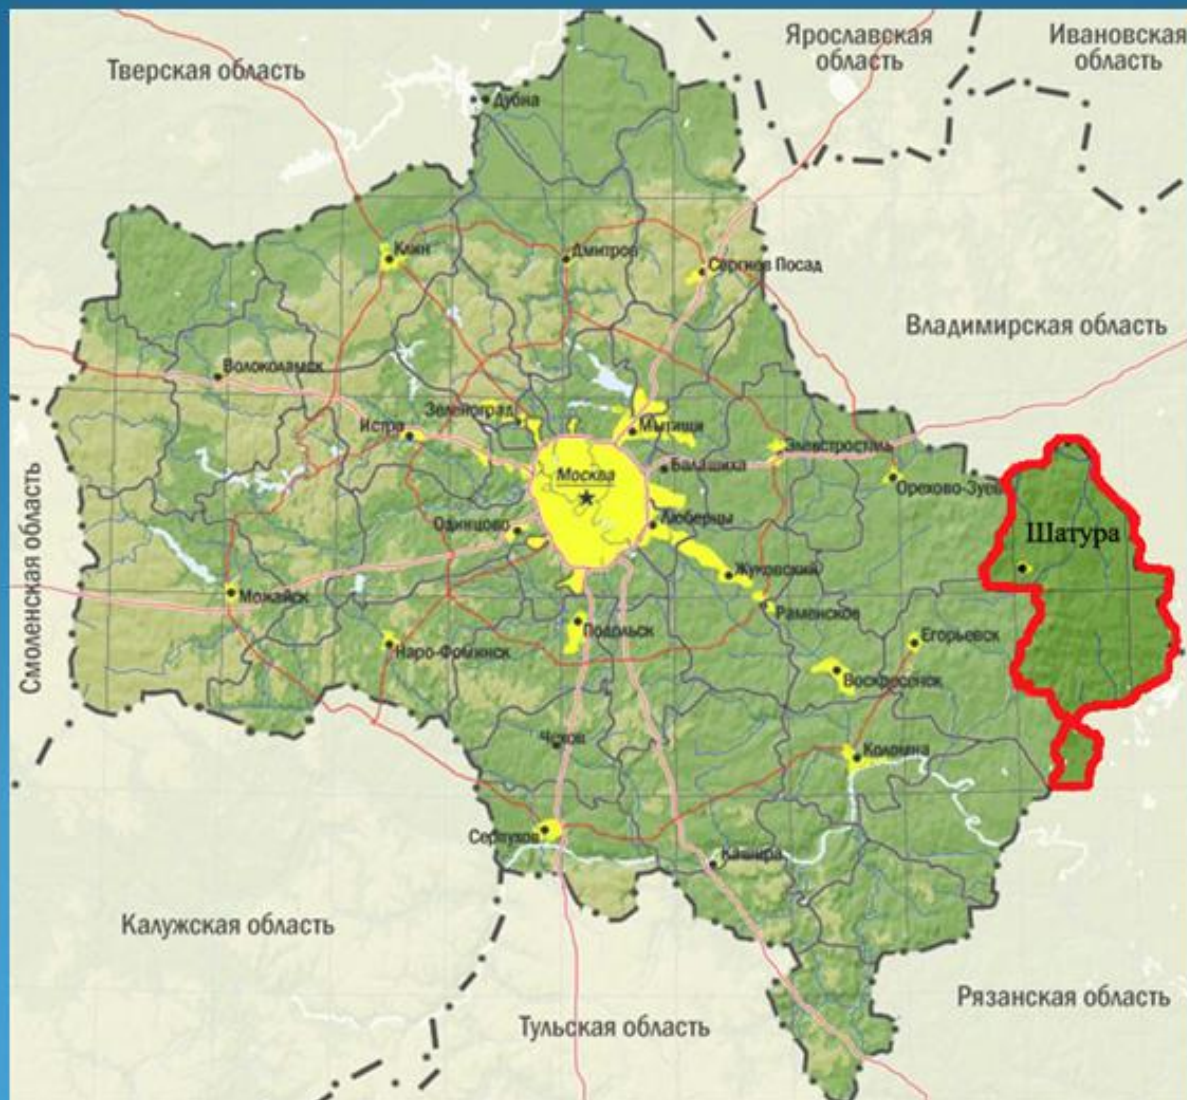 Ярославская
область
Ивановская
область
Тверская область
Дубна
Клин
Дмитров
Сергиев Посад
Владимирская область
Волоколамск
Зеленоград
Истра
Мытищи
Электросталь
Балашиха
Москва
Орехово-Зуев
Смоленская область
Одинцово
Люберцы
Шатура
Жуковский
Можайск
Раменское
Подольск
Егорьевск
Наро-Фоминск
Воскресенск
Чехов
Коломна
Серпухов
Кашира
Калужская область
Рязанская область
Тульская область